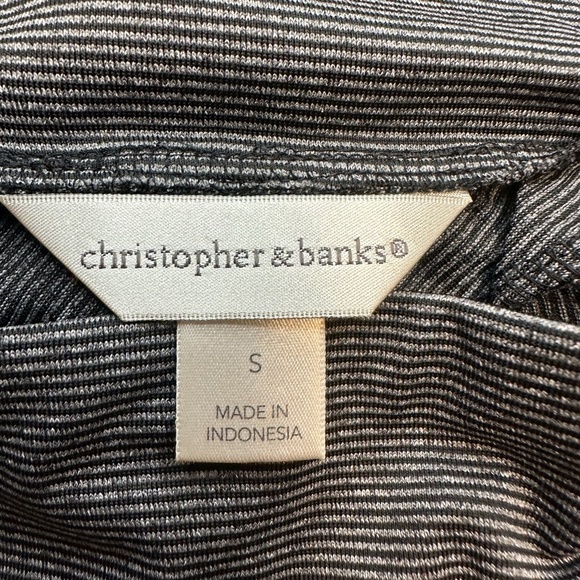 christopher & banks®
S
MADE IN
INDONESIA